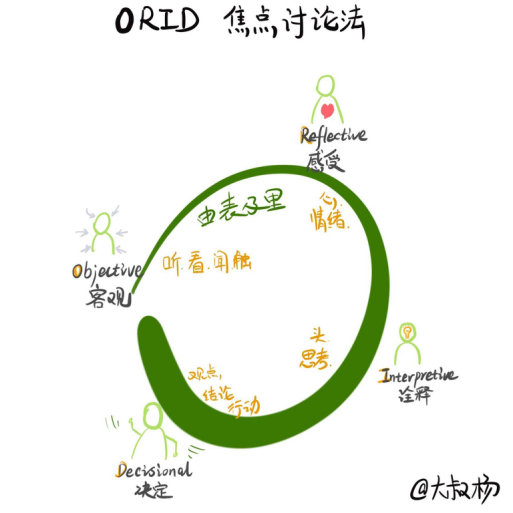 ORID 焦点讨论法
Reflective
感受
由表及里
心,
情绪.
Objective
客观
听.看.闻.触
头.
思考.
Interpretive
诠释
观点,
结论
行动
Decisional
决定
@大叔杨